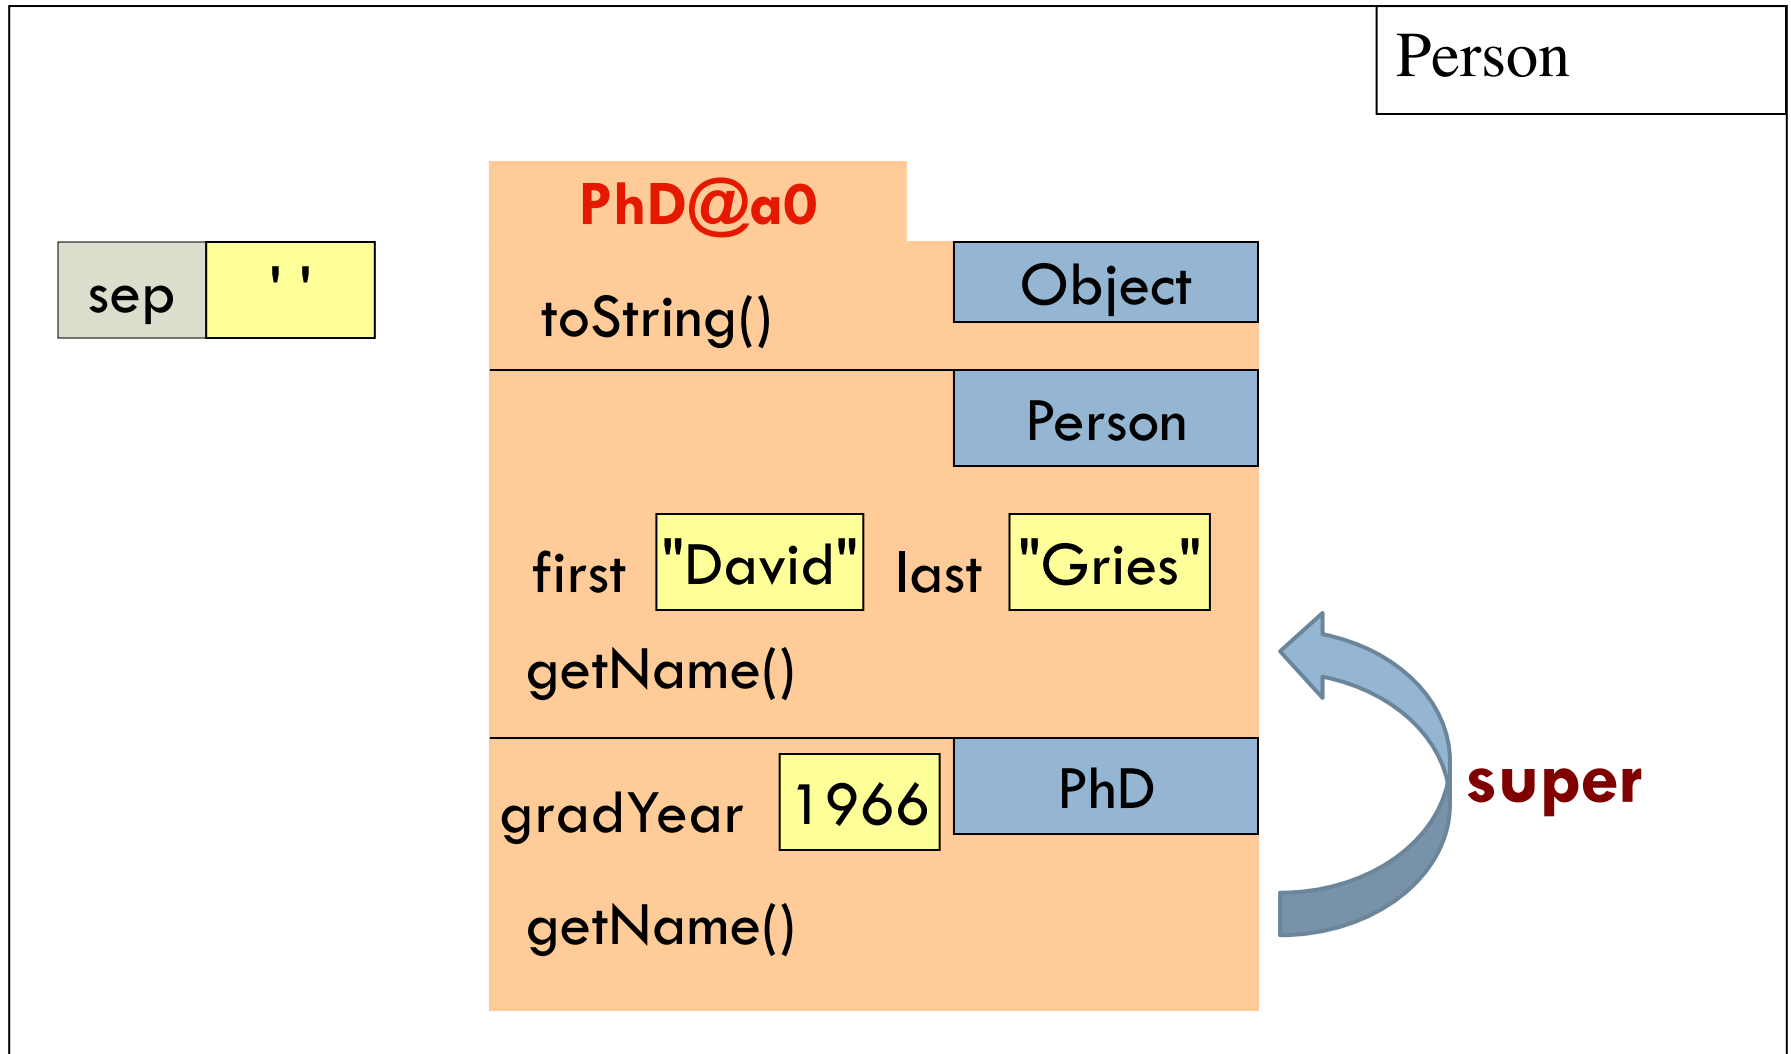 Person
PhD@a0
sep ' '
Object
toString()
Person
first "David" last "Gries"
getName()
gradYear 1966 PhD
super
getName()